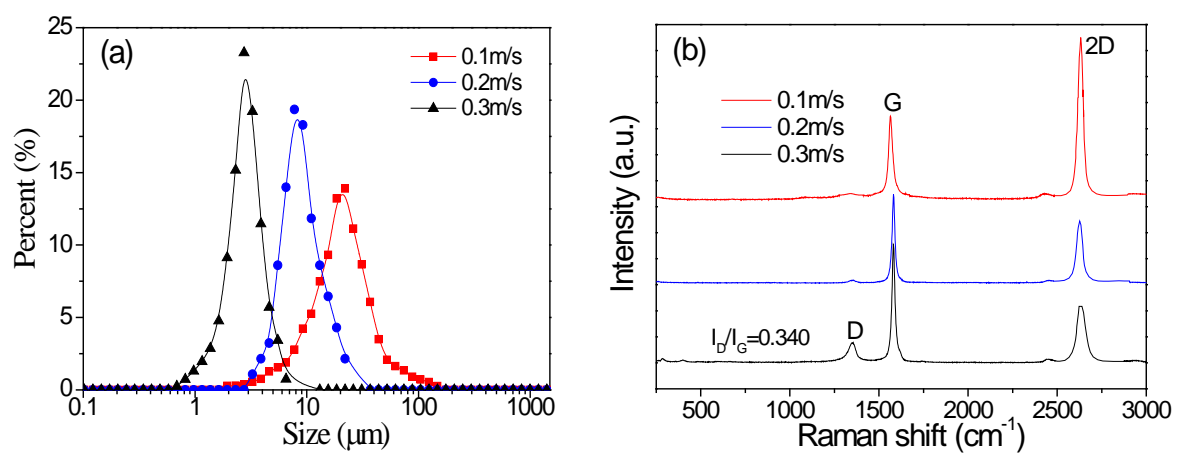 (a)
0.1m/s
0.2m/s
0.3m/s
25
20
15
10
5
0
Percent (%)
0.1 1 10 100 1000
Size (μm)
(b)
0.1m/s
0.2m/s
0.3m/s
G
2D
D
I_D/I_G=0.340
Intensity (a.u.)
500 1000 1500 2000 2500 3000
Raman shift (cm⁻¹)